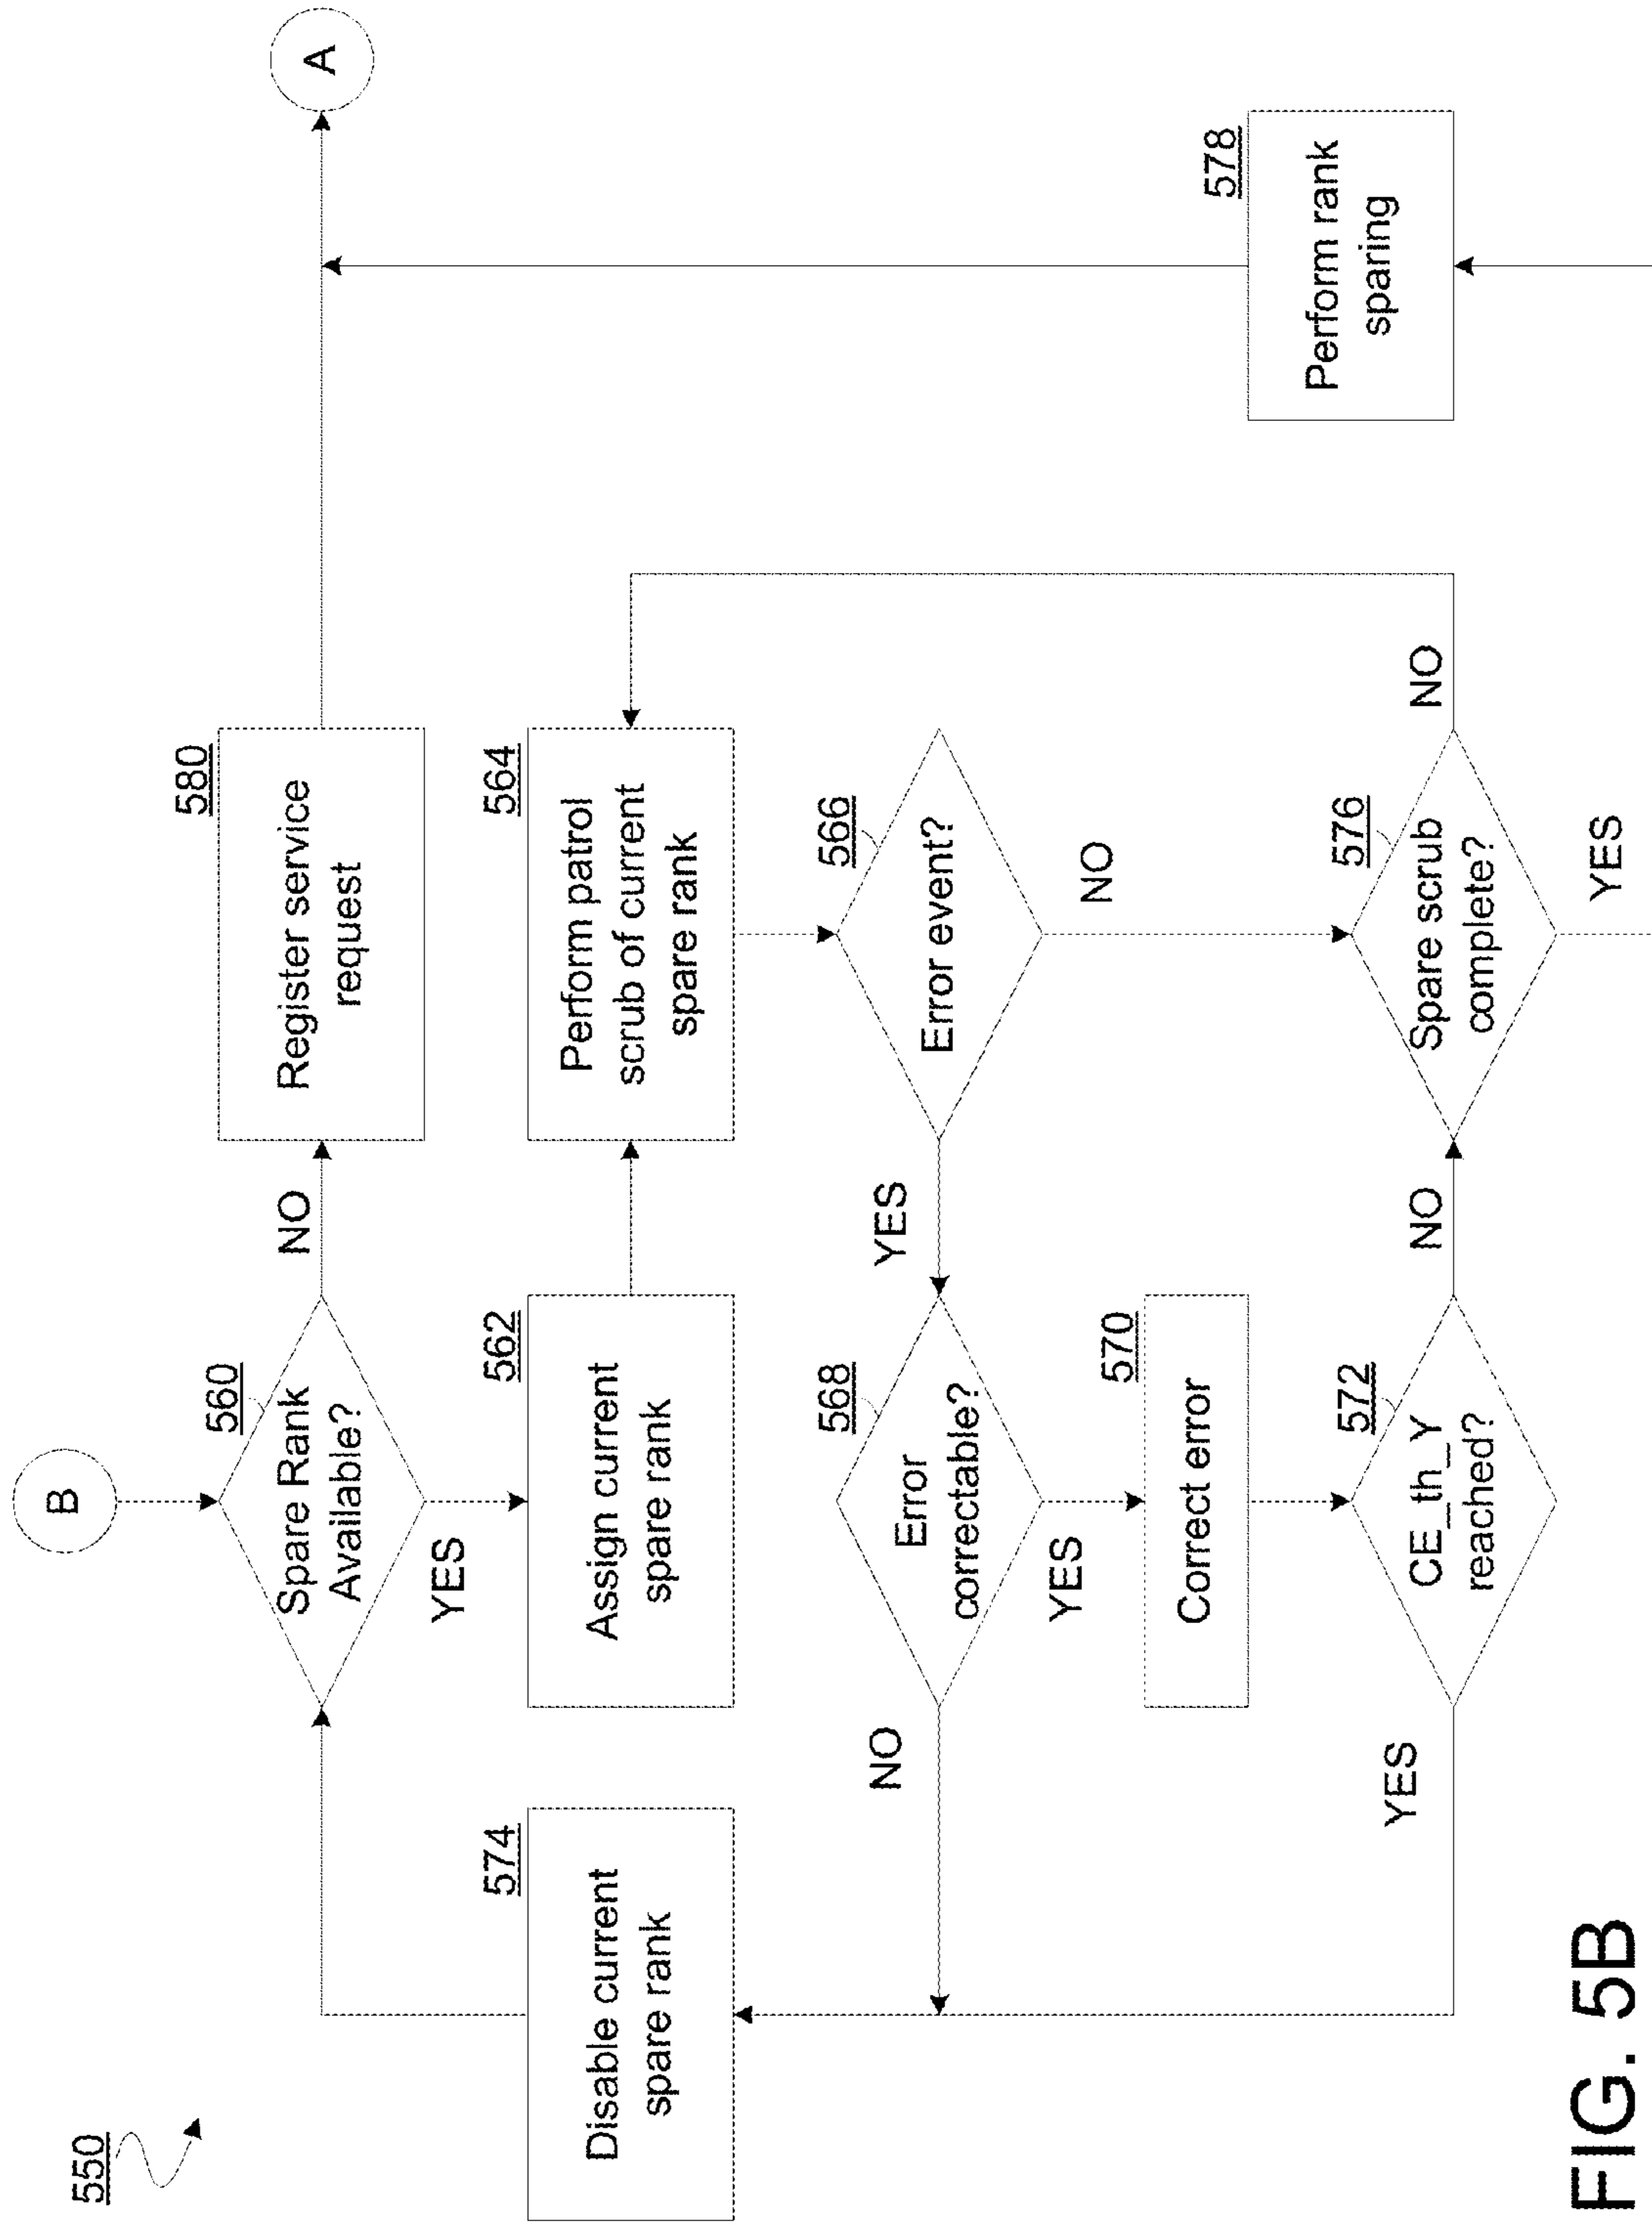 550
B
A
560
Spare Rank
Available?
NO
YES
580
Register service
request
574
Disable current
spare rank
562
Assign current
spare rank
564
Perform patrol
scrub of current
spare rank
566
Error event?
YES
NO
568
Error
correctable?
NO
YES
570
Correct error
572
CE_th_Y
reached?
YES
NO
576
Spare scrub
complete?
NO
YES
578
Perform rank
sparing
FIG. 5B